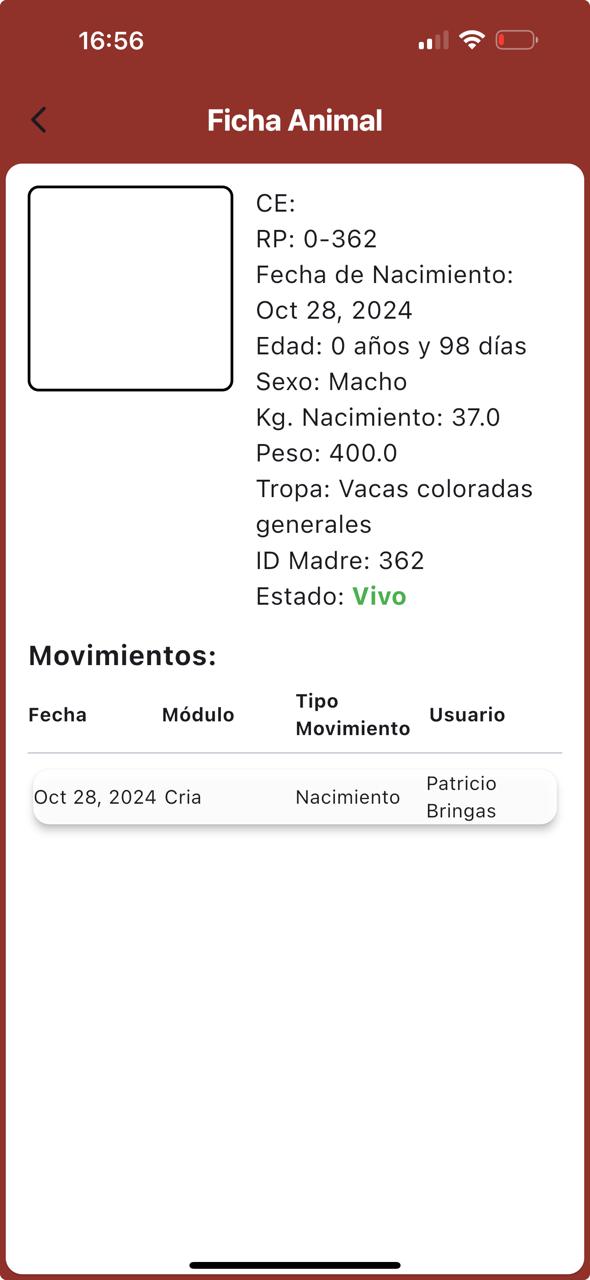 16:56
Ficha Animal
CE:
RP: 0-362
Fecha de Nacimiento:
Oct 28, 2024
Edad: 0 años y 98 días
Sexo: Macho
Kg. Nacimiento: 37.0
Peso: 400.0
Tropa: Vacas coloradas
generales
ID Madre: 362
Estado: Vivo
Movimientos:
Fecha Módulo Tipo Movimiento Usuario
Oct 28, 2024 Cria Nacimiento Patricio Bringas